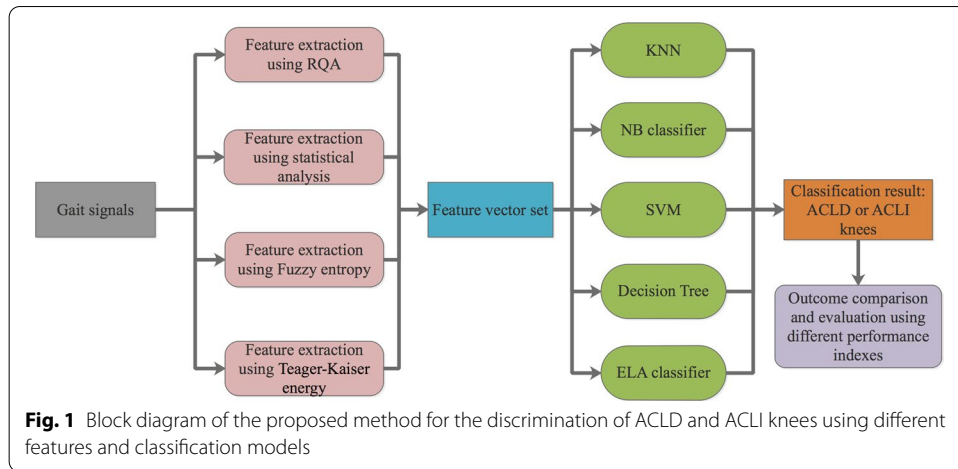 Gait signals
Feature extraction
using RQA
Feature extraction
using statistical
analysis
Feature extraction
using Fuzzy entropy
Feature extraction
using Teager-Kaiser
energy
Feature vector set
KNN
NB classifier
SVM
Decision Tree
ELA classifier
Classification result:
ACLD or ACLI
knees
Outcome comparison
and evaluation using
different performance
indexes
Fig. 1 Block diagram of the proposed method for the discrimination of ACLD and ACLI knees using different
features and classification models